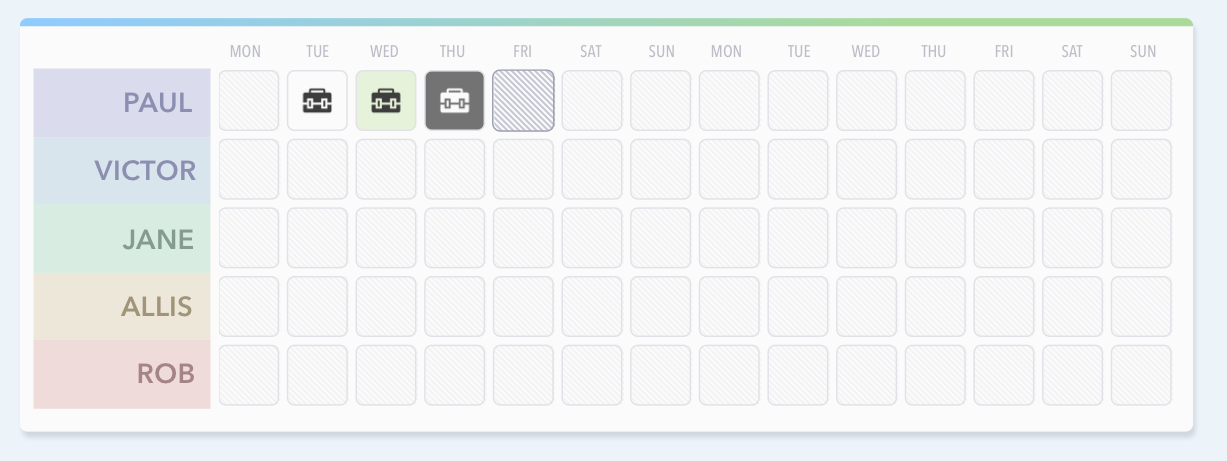 MON TUE WED THU FRI SAT SUN MON TUE WED THU FRI SAT SUN
PAUL
VICTOR
JANE
ALLIS
ROB